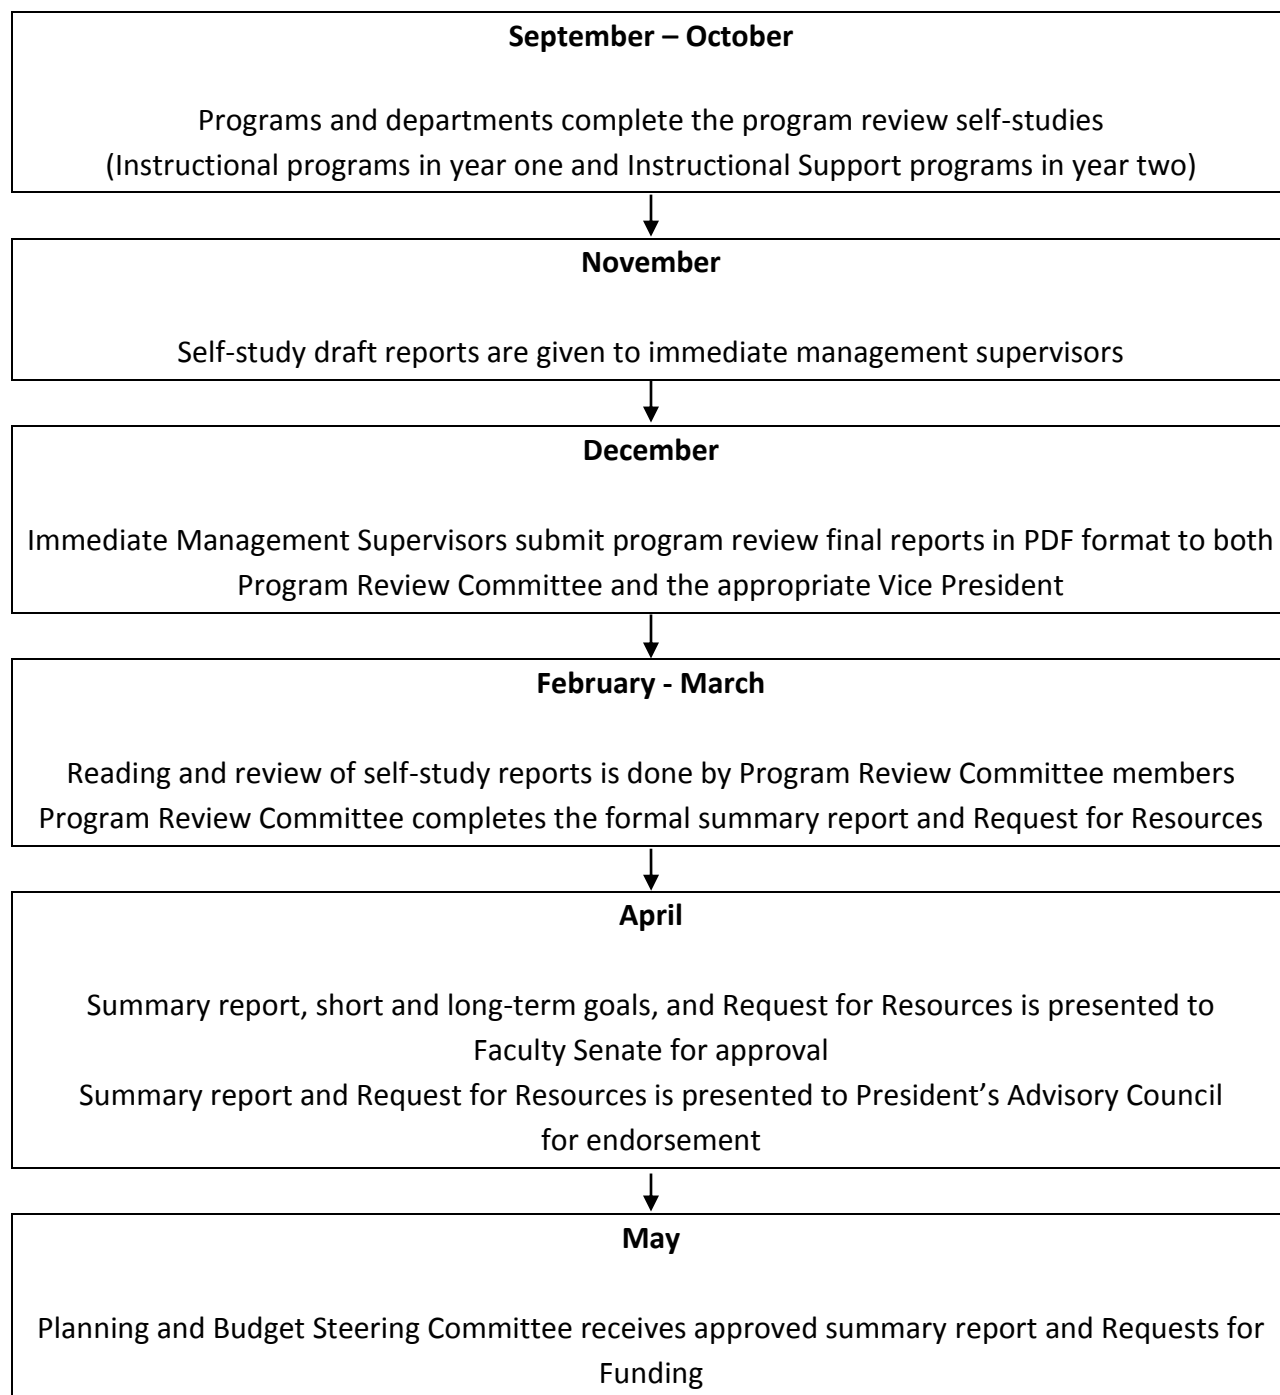 September – October
Programs and departments complete the program review self-studies
(Instructional programs in year one and Instructional Support programs in year two)
November
Self-study draft reports are given to immediate management supervisors
December
Immediate Management Supervisors submit program review final reports in PDF format to both
Program Review Committee and the appropriate Vice President
February - March
Reading and review of self-study reports is done by Program Review Committee members
Program Review Committee completes the formal summary report and Request for Resources
April
Summary report, short and long-term goals, and Request for Resources is presented to
Faculty Senate for approval
Summary report and Request for Resources is presented to President’s Advisory Council
for endorsement
May
Planning and Budget Steering Committee receives approved summary report and Requests for
Funding